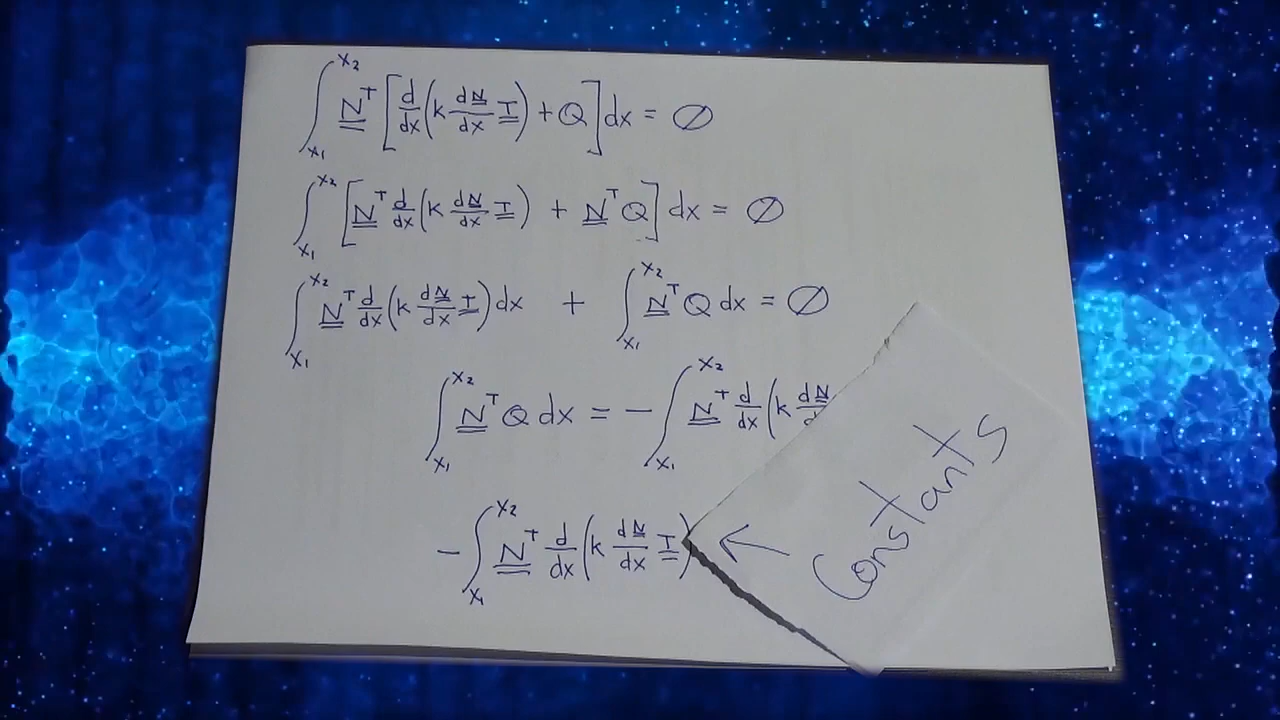 ∫_{x₁}^{x₂} N̳ᵀ [ d/dx ( k dN̳/dx T̳ ) + Q ] dx = ∅
∫_{x₁}^{x₂} [ N̳ᵀ d/dx ( k dN̳/dx T̳ ) + N̳ᵀ Q ] dx = ∅
∫_{x₁}^{x₂} N̳ᵀ d/dx ( k dN̳/dx T̳ ) dx + ∫_{x₁}^{x₂} N̳ᵀ Q dx = ∅
∫_{x₁}^{x₂} N̳ᵀ Q dx = − ∫_{x₁}^{x₂} N̳ᵀ d/dx ( k dN̳/d
− ∫_{x₁}^{x₂} N̳ᵀ d/dx ( k dN̳/dx T̳ )
← Constants